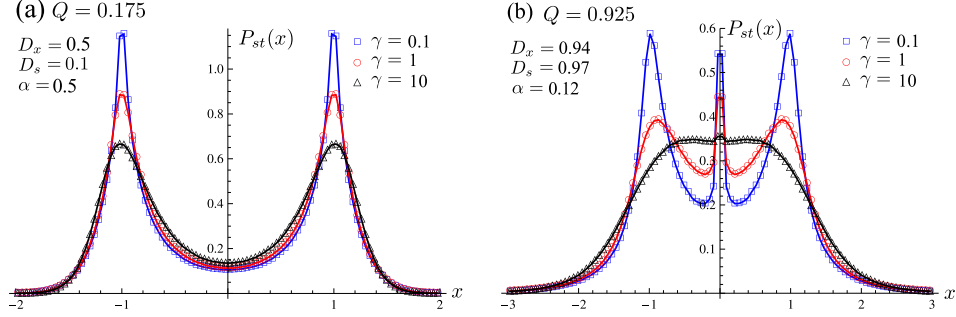 (a) Q = 0.175
D_x = 0.5
D_s = 0.1
α = 0.5
P_st(x)
γ = 0.1
γ = 1
γ = 10
1.0
0.8
0.6
0.4
0.2
−2 −1 1 2 x
(b) Q = 0.925
D_x = 0.94
D_s = 0.97
α = 0.12
P_st(x)
γ = 0.1
γ = 1
γ = 10
0.6
0.5
0.4
0.3
0.2
0.1
−3 −2 −1 0 1 2 3 x